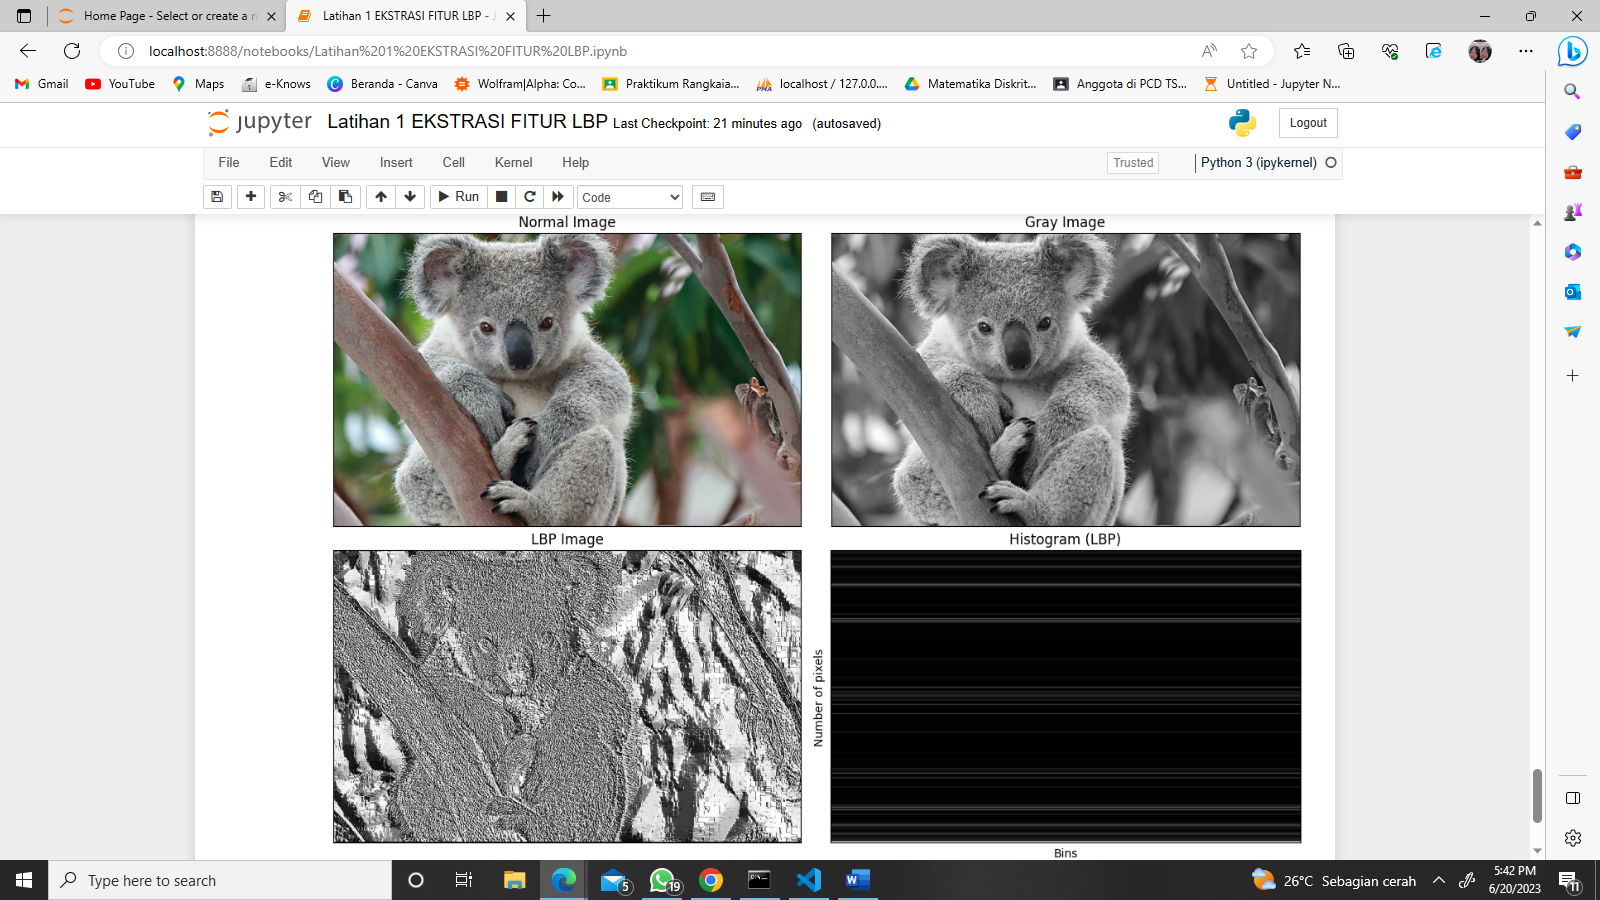 Home Page - Select or create a n
Latihan 1 EKSTRASI FITUR LBP - J
localhost:8888/notebooks/Latihan%201%20EKSTRASI%20FITUR%20LBP.ipynb
Gmail YouTube Maps e-Knows Beranda - Canva Wolfram|Alpha: Co... Praktikum Rangkaia... localhost / 127.0.0.... Matematika Diskrit... Anggota di PCD TS... Untitled - Jupyter N...
jupyter Latihan 1 EKSTRASI FITUR LBP Last Checkpoint: 21 minutes ago (autosaved) Logout
File Edit View Insert Cell Kernel Help Trusted Python 3 (ipykernel)
Run Code
Normal Image Gray Image
LBP Image Histogram (LBP)
Number of pixels
Bins
Type here to search 5 19 26°C Sebagian cerah 5:42 PM
6/20/2023 11